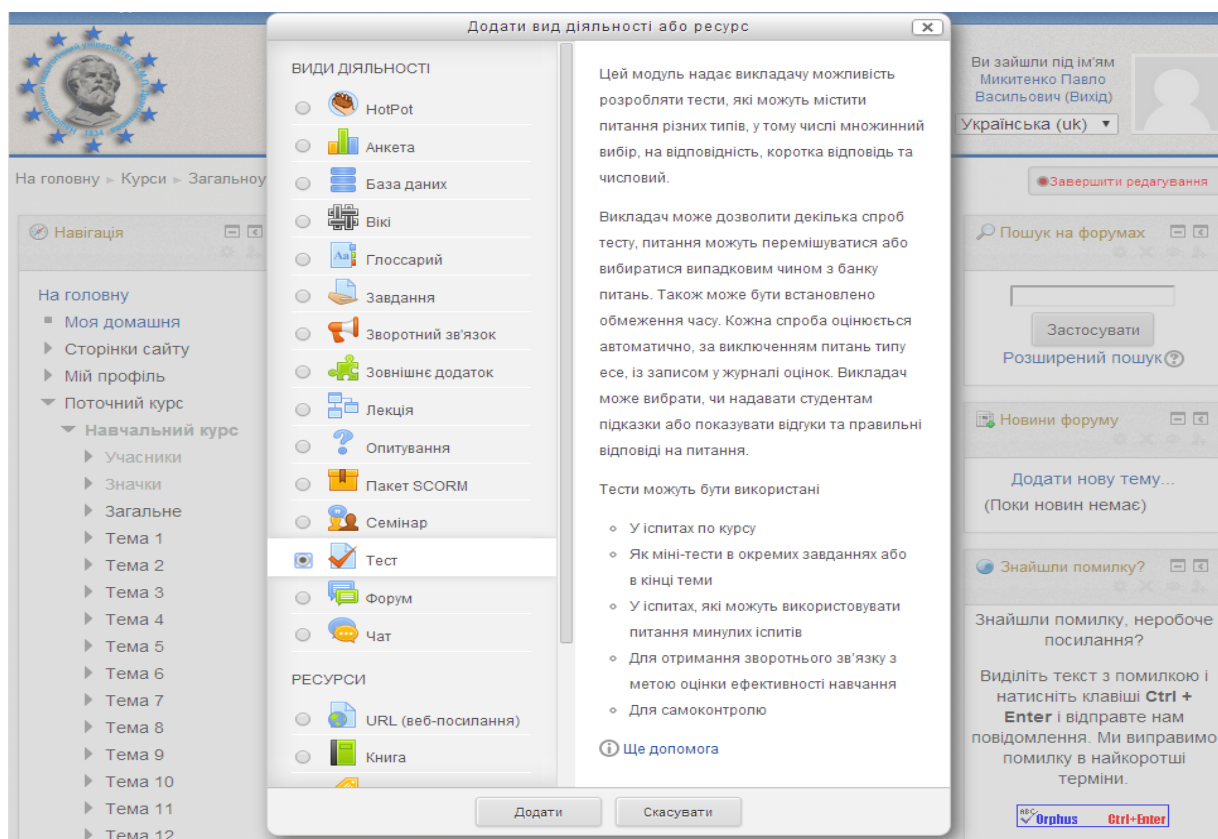 Додати вид діяльності або ресурс
Національний педагогічний університет ім. М.П. Драгоманова
1834
Ви зайшли під ім'ям
Микитенко Павло
Васильович (Вихід)
Українська (uk)
На головну ► Курси ► Загальноу
Завершити редагування
Навігація
На головну
Моя домашня
Сторінки сайту
Мій профіль
Поточний курс
Навчальний курс
Учасники
Значки
Загальне
Тема 1
Тема 2
Тема 3
Тема 4
Тема 5
Тема 6
Тема 7
Тема 8
Тема 9
Тема 10
Тема 11
Тема 12
ВИДИ ДІЯЛЬНОСТІ
HotPot
Анкета
База даних
Вікі
Глоссарий
Завдання
Зворотний зв'язок
Зовнішнє додаток
Лекція
Опитування
Пакет SCORM
Семінар
Тест
Форум
Чат
РЕСУРСИ
URL (веб-посилання)
Книга
Цей модуль надає викладачу можливість
розробляти тести, які можуть містити
питання різних типів, у тому числі множинний
вибір, на відповідність, коротка відповідь та
числовий.
Викладач може дозволити декілька спроб
тесту, питання можуть перемішуватися або
вибиратися випадковим чином з банку
питань. Також може бути встановлено
обмеження часу. Кожна спроба оцінюється
автоматично, за виключенням питань типу
есе, із записом у журналі оцінок. Викладач
може вибрати, чи надавати студентам
підказки або показувати відгуки та правильні
відповіді на питання.
Тести можуть бути використані
У іспитах по курсу
Як міні-тести в окремих завданнях або
в кінці теми
У іспитах, які можуть використовувати
питання минулих іспитів
Для отримання зворотнього зв'язку з
метою оцінки ефективності навчання
Для самоконтролю
Ще допомога
Додати
Скасувати
Пошук на форумах
Застосувати
Розширений пошук
Новини форуму
Додати нову тему...
(Поки новин немає)
Знайшли помилку?
Знайшли помилку, неробоче
посилання?
Виділіть текст з помилкою і
натисніть клавіші Ctrl +
Enter і відправте нам
повідомлення. Ми виправимо
помилку в найкоротші
терміни.
ABC Orphus Ctrl+Enter